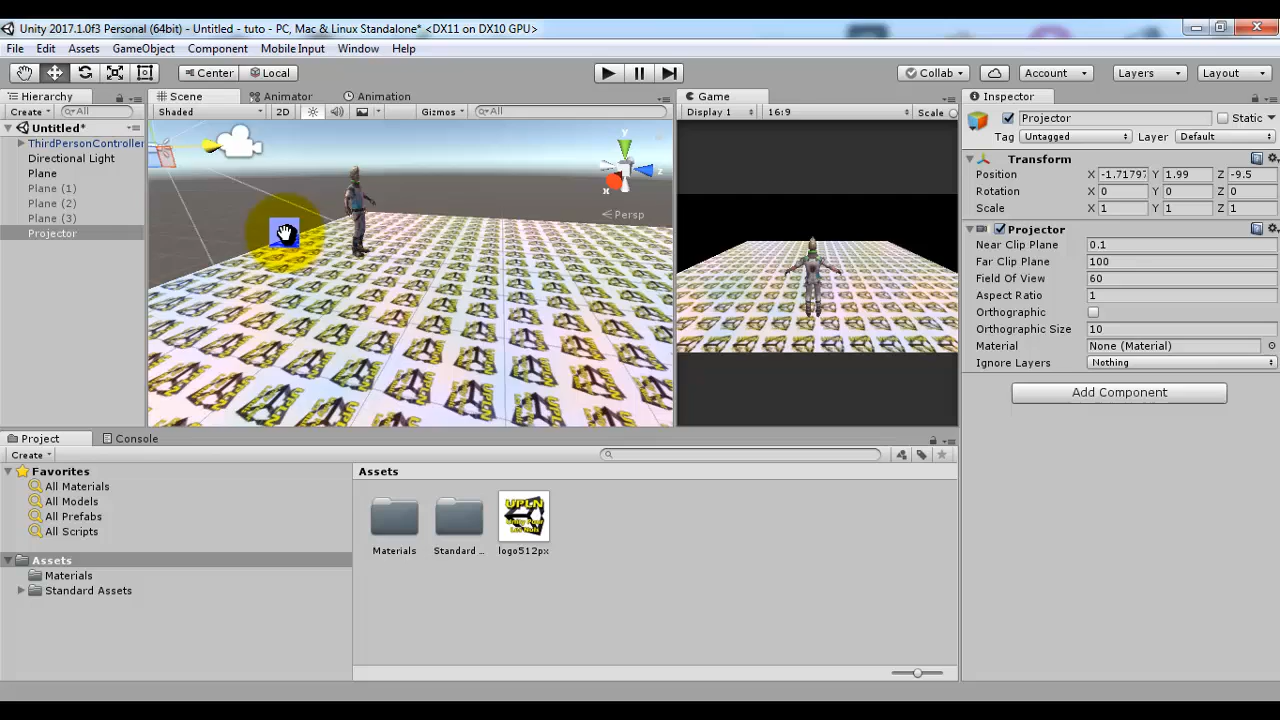 Unity 2017.1.0f3 Personal (64bit) - Untitled - tuto - PC, Mac & Linux Standalone* <DX11 on DX10 GPU>
File Edit Assets GameObject Component Mobile Input Window Help
Center Local Collab Account Layers Layout
Hierarchy
Create All
Untitled*
ThirdPersonController
Directional Light
Plane
Plane (1)
Plane (2)
Plane (3)
Projector
Scene Animator Animation
Shaded 2D Gizmos All
y
z
x
Persp
Game
Display 1 16:9 Scale
Inspector
Projector Static
Tag Untagged Layer Default
Transform
Position X -1.71797 Y 1.99 Z -9.5
Rotation X 0 Y 0 Z 0
Scale X 1 Y 1 Z 1
Projector
Near Clip Plane 0.1
Far Clip Plane 100
Field Of View 60
Aspect Ratio 1
Orthographic
Orthographic Size 10
Material None (Material)
Ignore Layers Nothing
Add Component
Project Console
Create
Favorites
All Materials
All Models
All Prefabs
All Scripts
Assets
Materials
Standard Assets
Assets
UPLN
Materials Standard ... logo512px